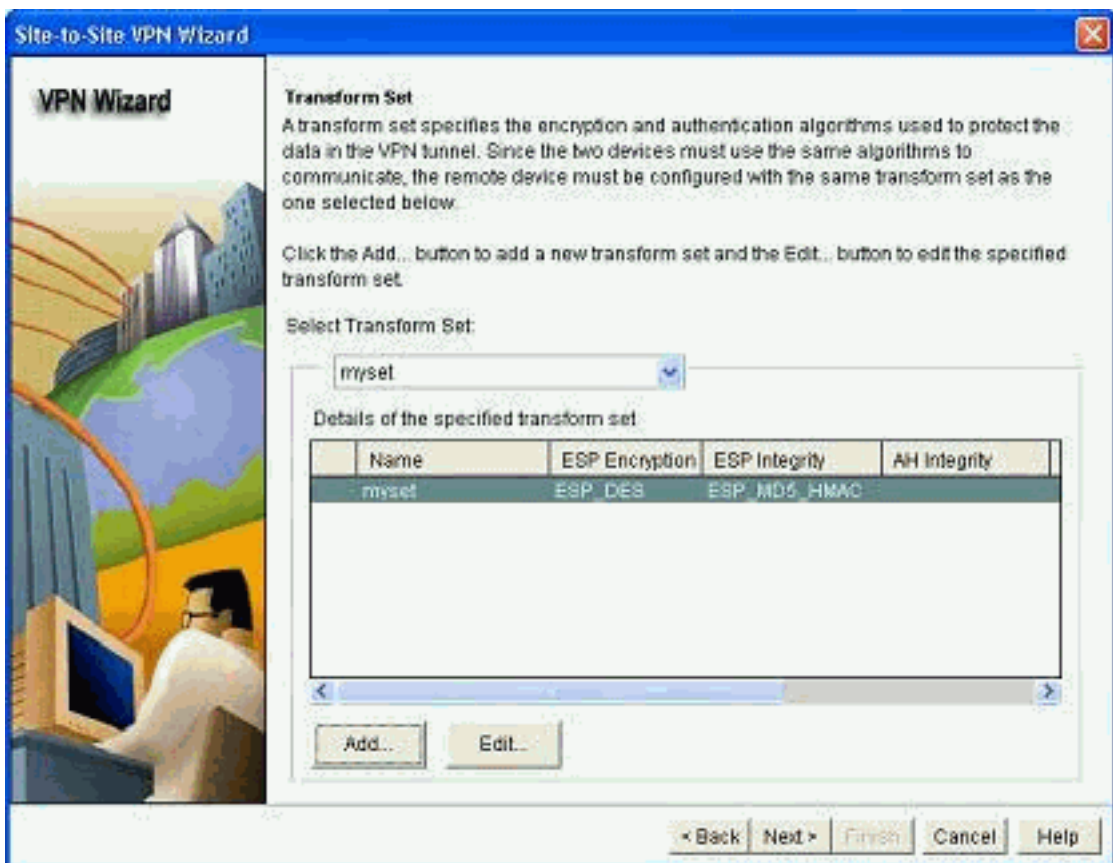 Site-to-Site VPN Wizard
VPN Wizard
Transform Set
A transform set specifies the encryption and authentication algorithms used to protect the
data in the VPN tunnel. Since the two devices must use the same algorithms to
communicate, the remote device must be configured with the same transform set as the
one selected below.
Click the Add... button to add a new transform set and the Edit... button to edit the specified
transform set.
Select Transform Set:
myset
Details of the specified transform set
Name ESP Encryption ESP Integrity AH Integrity
myset ESP_DES ESP_MD5_HMAC
Add... Edit...
< Back Next > Finish Cancel Help